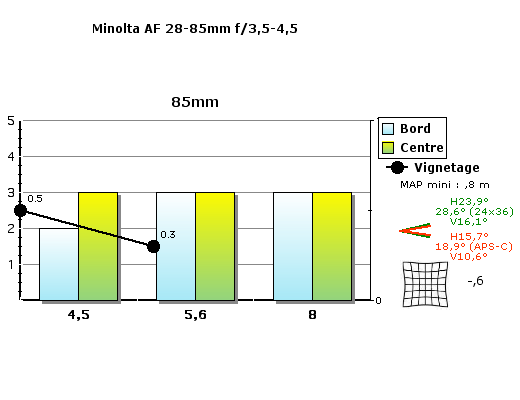 Minolta AF 28-85mm f/3,5-4,5
85mm
5
4
3
2
1
0.5
0.3
0
4,5
5,6
8
Bord
Centre
Vignetage
MAP mini : ,8 m
H23,9°
28,6° (24x36)
V16,1°
H15,7°
18,9° (APS-C)
V10,6°
-,6